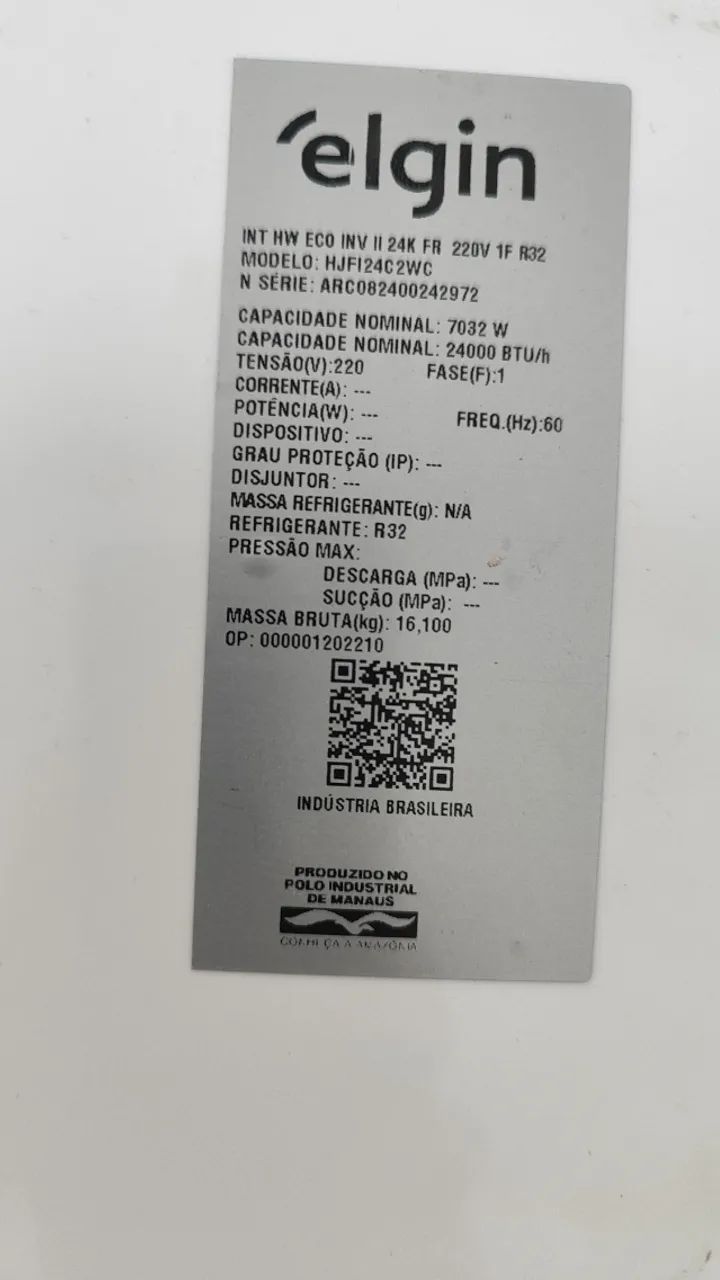 elgin
INT HW ECO INV II 24K FR 220V 1F R32
MODELO: HJFI24C2WC
N SÉRIE: ARC082400242972
CAPACIDADE NOMINAL: 7032 W
CAPACIDADE NOMINAL: 24000 BTU/h
TENSÃO(V):220 FASE(F):1
CORRENTE(A): ---
POTÊNCIA(W): --- FREQ.(Hz):60
DISPOSITIVO: ---
GRAU PROTEÇÃO (IP): ---
DISJUNTOR: ---
MASSA REFRIGERANTE(g): N/A
REFRIGERANTE: R32
PRESSÃO MAX:
DESCARGA (MPa): ---
SUCÇÃO (MPa): ---
MASSA BRUTA(kg): 16,100
OP: 000001202210
INDÚSTRIA BRASILEIRA
PRODUZIDO NO
POLO INDUSTRIAL
DE MANAUS
CONHEÇA A AMAZÔNIA